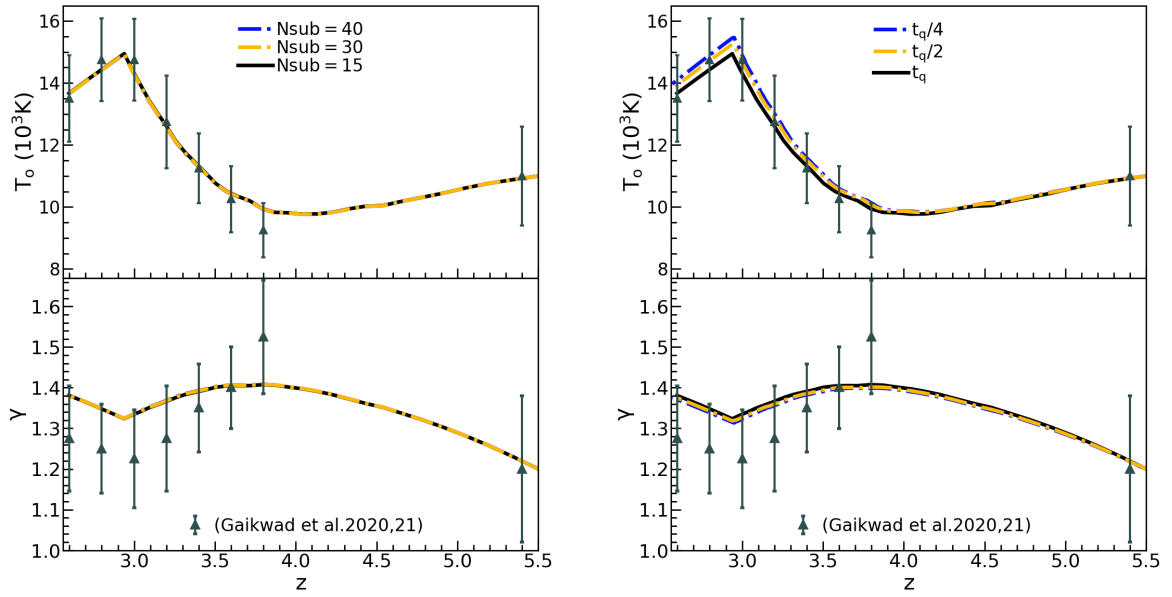 16
14
12
10
8
T₀ (10³K)
Nsub = 40
Nsub = 30
Nsub = 15
1.6
1.5
1.4
1.3
1.2
1.1
1.0
γ
(Gaikwad et al.2020,21)
3.0 3.5 4.0 4.5 5.0 5.5
z
16
14
12
10
8
T₀ (10³K)
t_q/4
t_q/2
t_q
1.6
1.5
1.4
1.3
1.2
1.1
1.0
γ
(Gaikwad et al.2020,21)
3.0 3.5 4.0 4.5 5.0 5.5
z